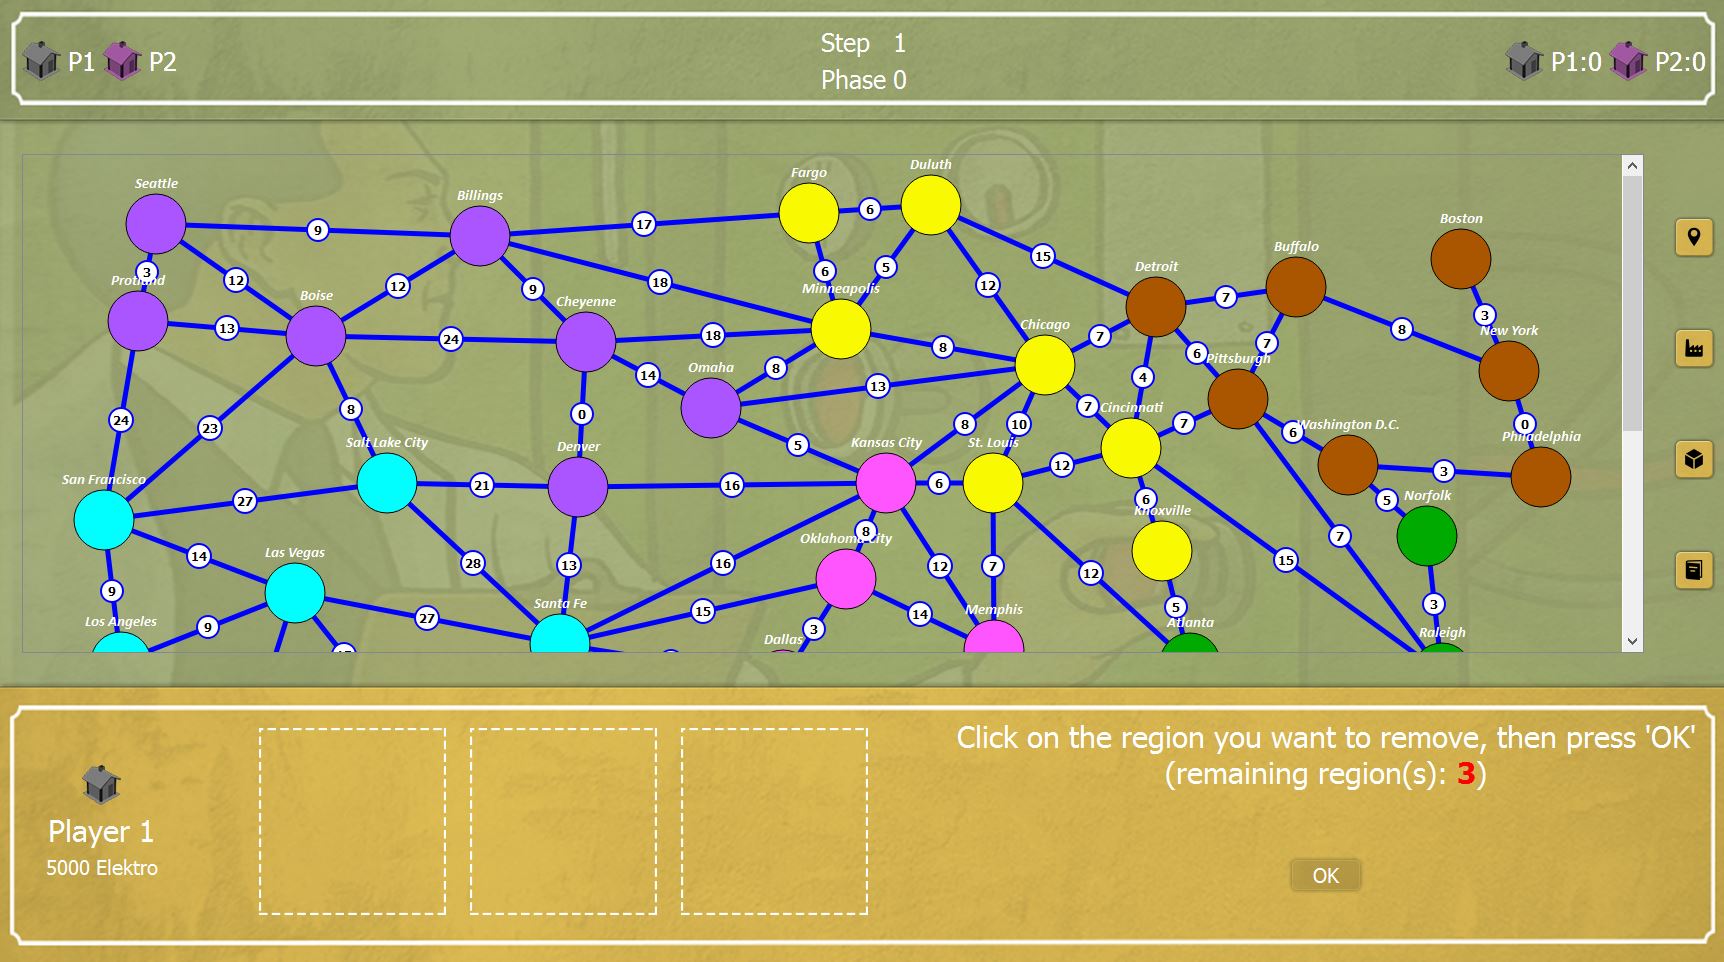 P1
P2
Step 1
Phase 0
P1:0
P2:0
Duluth
Fargo
Seattle
Billings
Boston
Buffalo
Detroit
9
17
6
3
Protland
12
12
9
18
6
5
15
Minneapolis
12
7
3
Boise
Cheyenne
Chicago
New York
13
24
18
8
7
7
8
6
Pittsburgh
14
Omaha
8
13
4
24
23
8
0
5
8
10
7
Cincinnati
7
6
Washington D.C.
0
Philadelphia
San Francisco
Salt Lake City
Denver
Kansas City
St. Louis
12
3
27
21
16
6
6
Knoxville
5
Norfolk
14
Las Vegas
28
13
16
8
Oklahoma City
12
7
12
15
7
9
9
27
Santa Fe
15
3
14
5
3
Los Angeles
Dallas
Memphis
Atlanta
Raleigh
Click on the region you want to remove, then press 'OK'
(remaining region(s): 3)
Player 1
5000 Elektro
OK